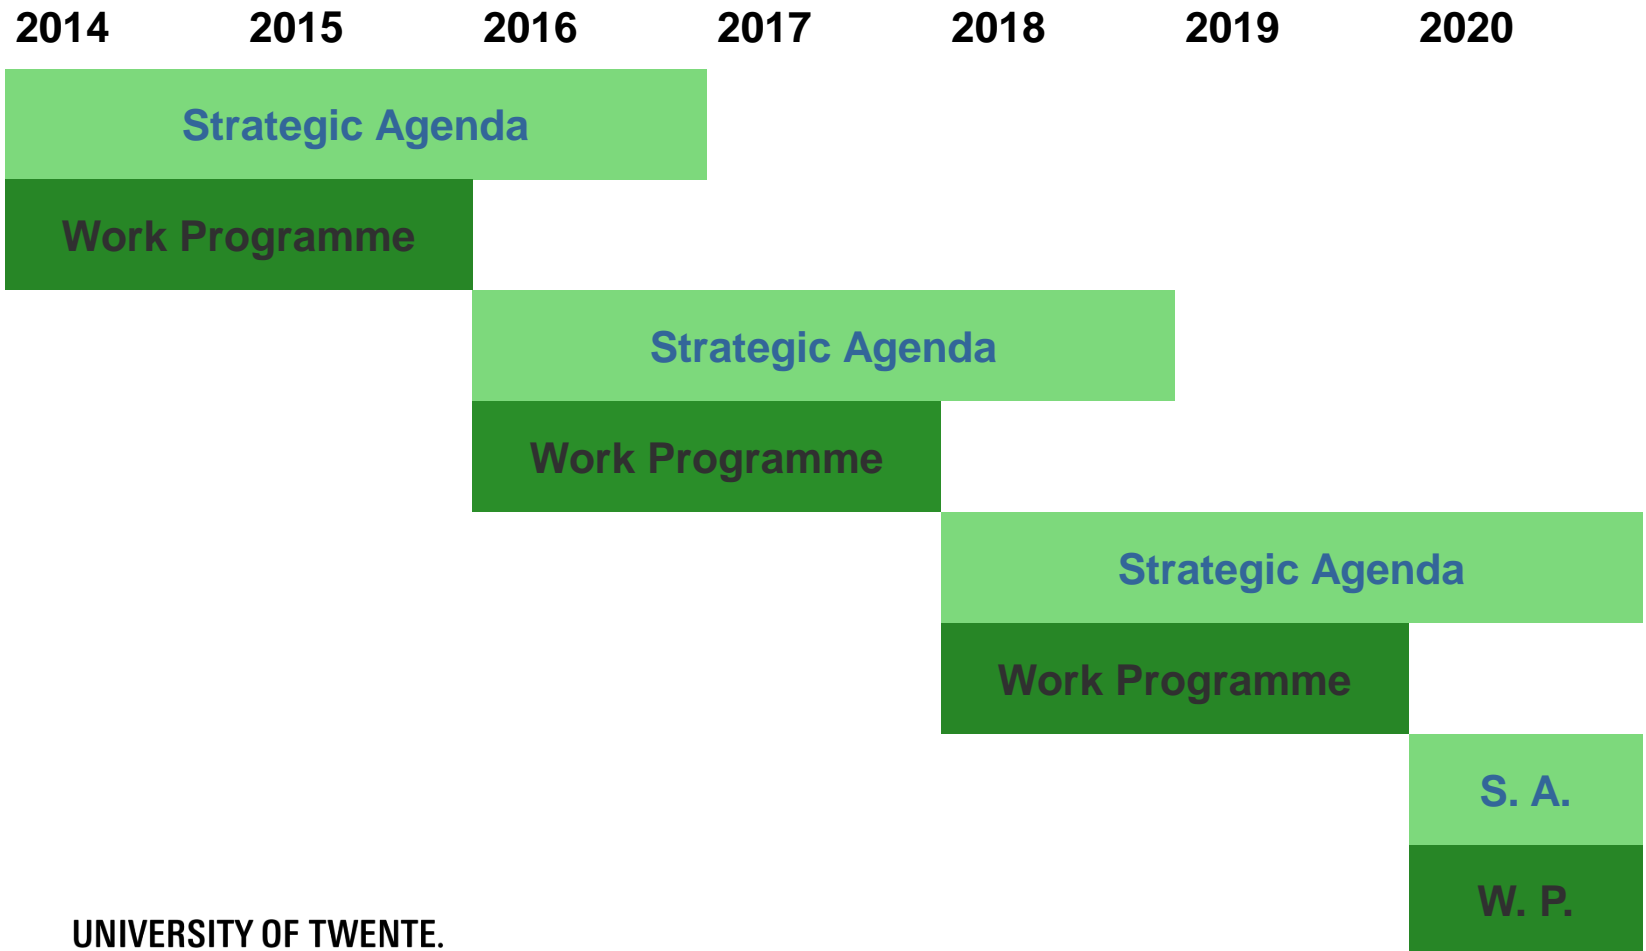 2014 2015 2016 2017 2018 2019 2020
Strategic Agenda
Work Programme
Strategic Agenda
Work Programme
Strategic Agenda
Work Programme
S. A.
W. P.
UNIVERSITY OF TWENTE.